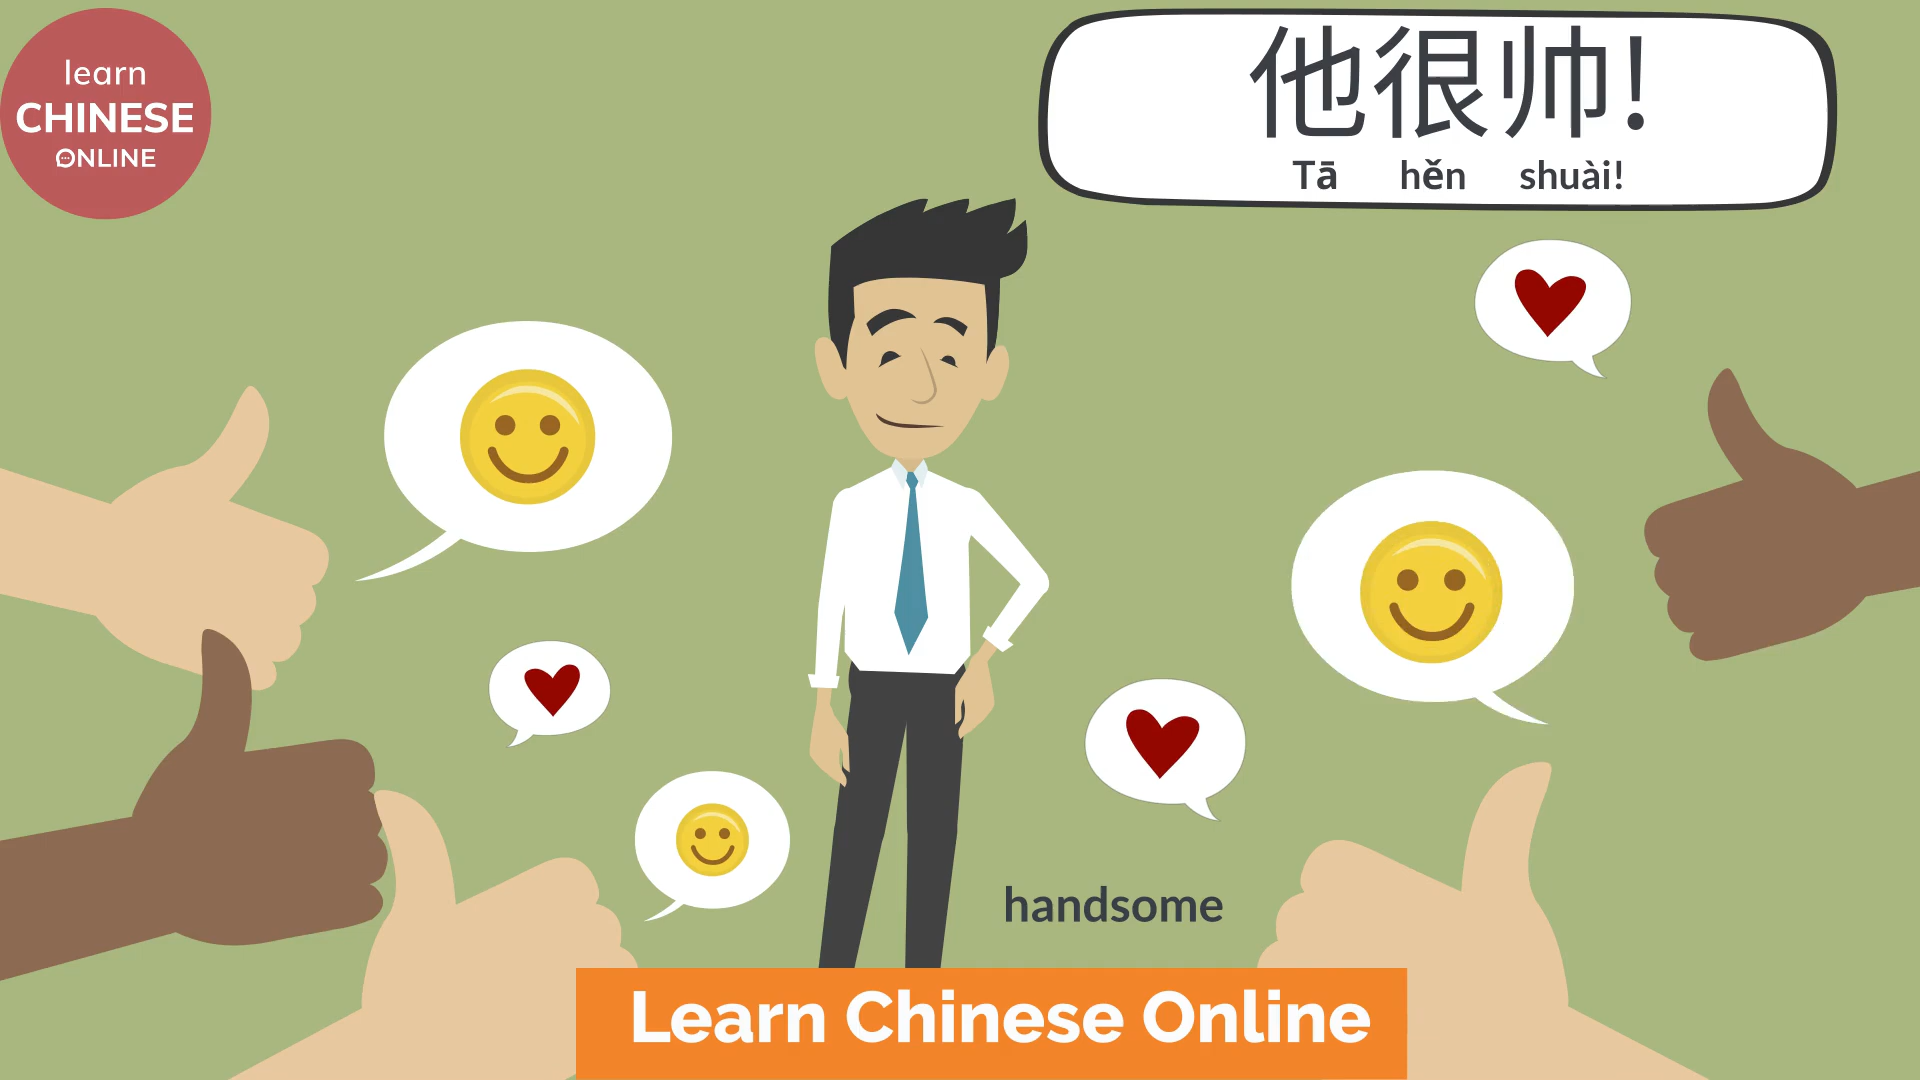 learn
CHINESE
ONLINE
他很帅!
Tā hěn shuài!
handsome
Learn Chinese Online